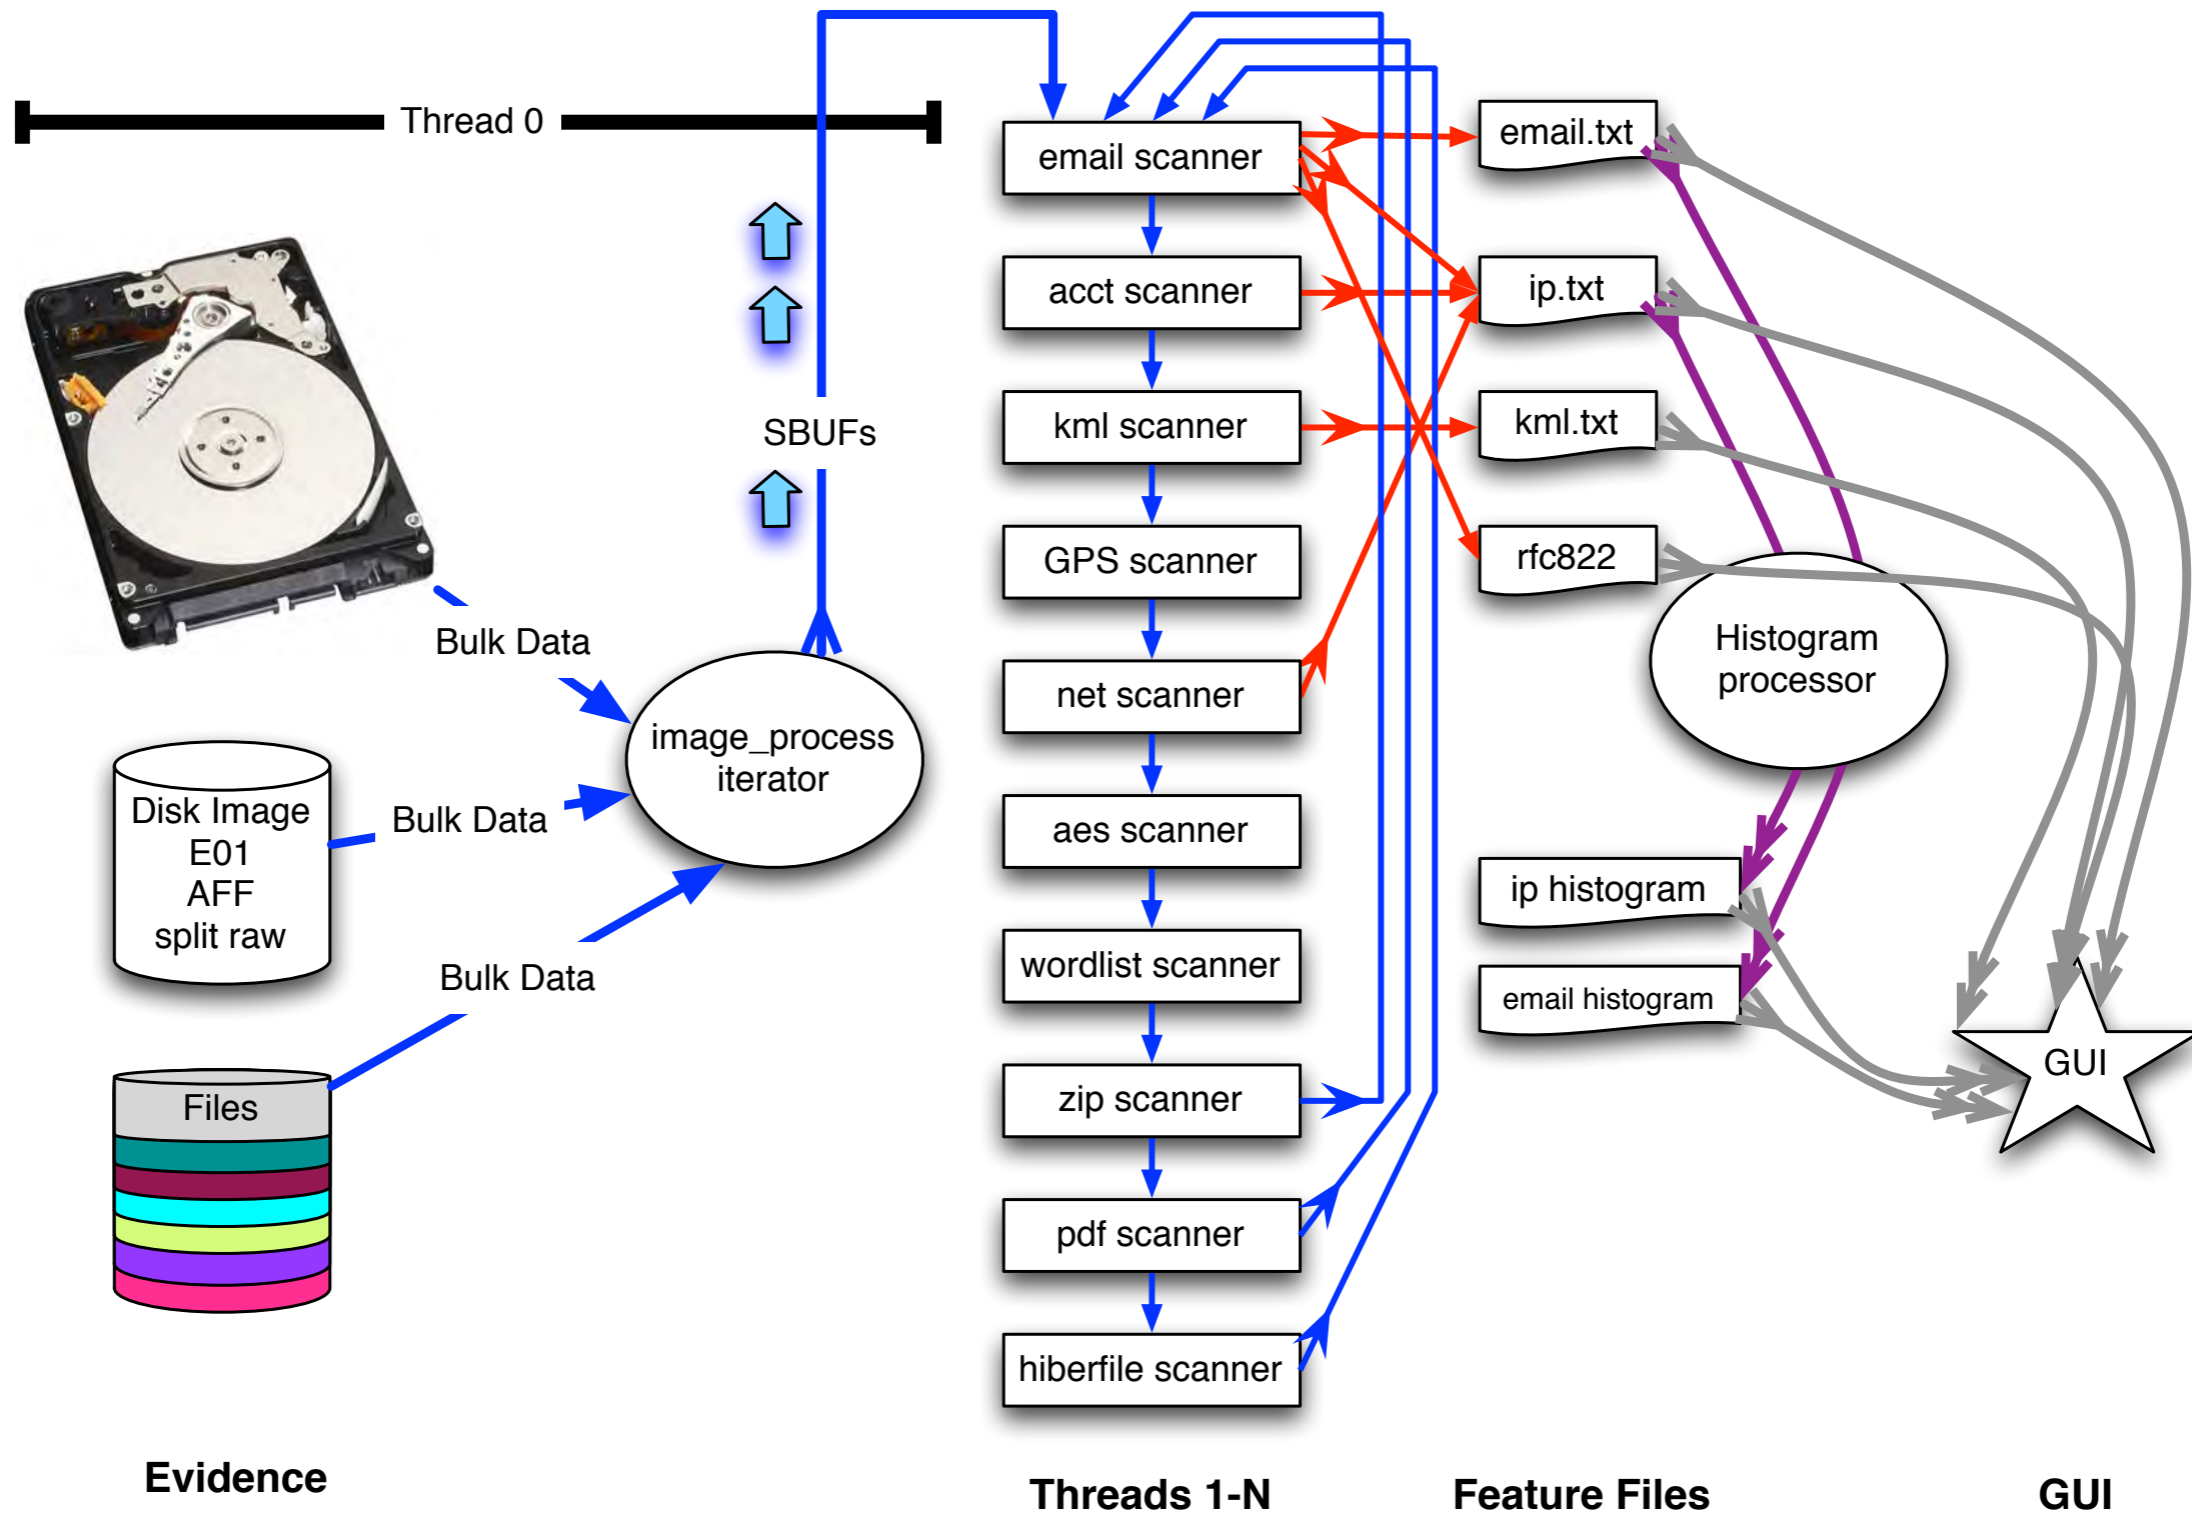 Thread 0
email scanner
email.txt
acct scanner
ip.txt
kml scanner
kml.txt
SBUFs
GPS scanner
rfc822
Bulk Data
Histogram
processor
net scanner
image_process
iterator
Disk Image
E01
AFF
split raw
Bulk Data
aes scanner
ip histogram
wordlist scanner
Bulk Data
email histogram
GUI
zip scanner
Files
pdf scanner
hiberfile scanner
Evidence
Threads 1-N
Feature Files
GUI